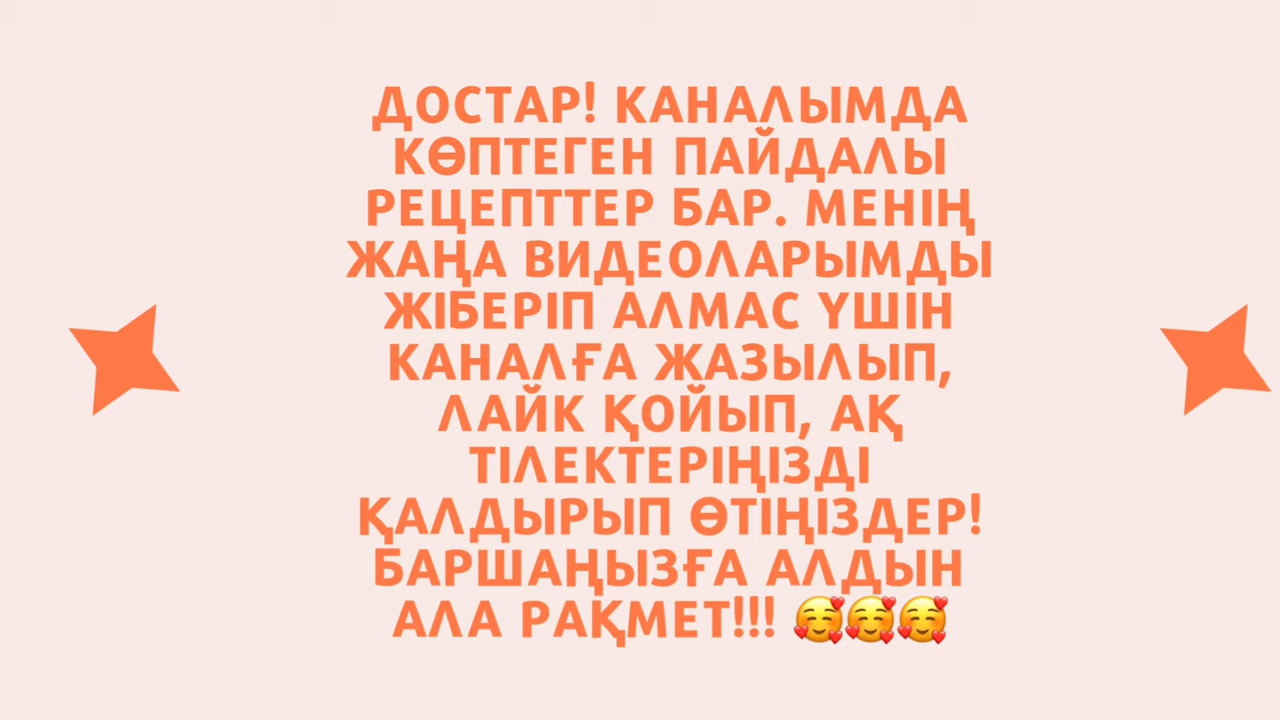 ДОСТАР! КАНАЛЫМДА
КӨПТЕГЕН ПАЙДАЛЫ
РЕЦЕПТТЕР БАР. МЕНІҢ
ЖАҢА ВИДЕОЛАРЫМДЫ
ЖІБЕРІП АЛМАС ҮШІН
КАНАЛҒА ЖАЗЫЛЫП,
ЛАЙК ҚОЙЫП, АҚ
ТІЛЕКТЕРІҢІЗДІ
ҚАЛДЫРЫП ӨТІҢІЗДЕР!
БАРШАҢЫЗҒА АЛДЫН
АЛА РАҚМЕТ!!! 🥰🥰🥰